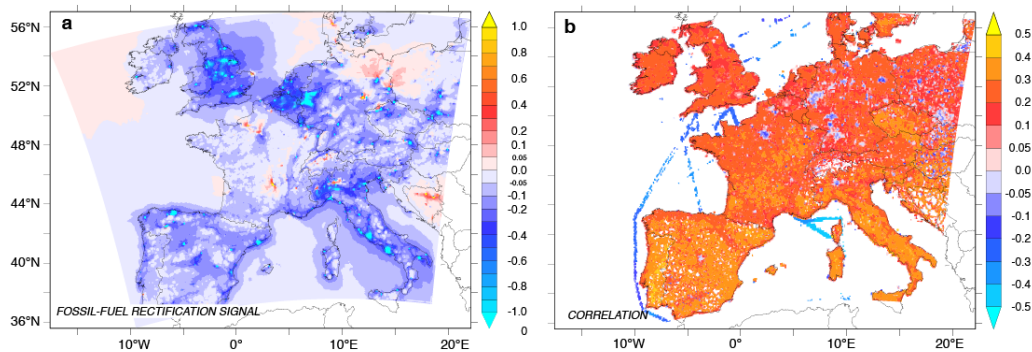 a
56°N
52°N
48°N
44°N
40°N
36°N
10°W
0°
10°E
20°E
FOSSIL-FUEL RECTIFICATION SIGNAL
1.0
0.8
0.6
0.4
0.2
0.1
0.05
-0.05
-0.1
-0.2
-0.4
-0.6
-0.8
-1.0
0
b
10°W
0°
10°E
20°E
CORRELATION
0.5
0.4
0.3
0.2
0.1
0.05
0.0
-0.05
-0.1
-0.2
-0.3
-0.4
-0.5